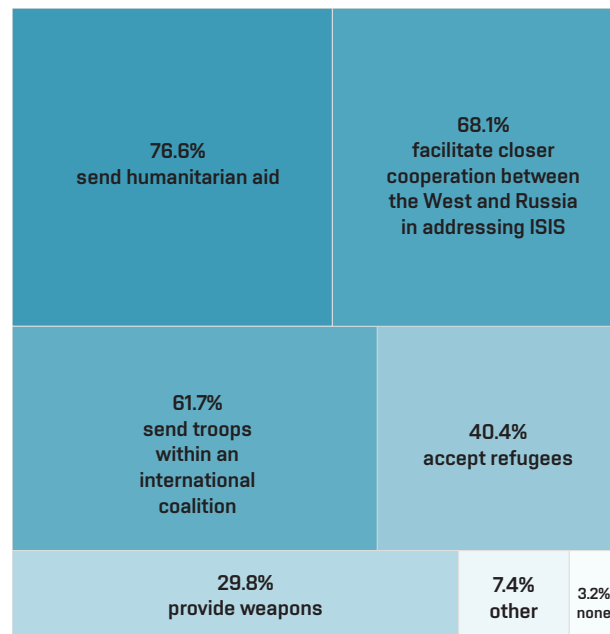 76.6%
send humanitarian aid
68.1%
facilitate closer
cooperation between
the West and Russia
in addressing ISIS
61.7%
send troops
within an
international
coalition
40.4%
accept refugees
29.8%
provide weapons
7.4%
other
3.2%
none